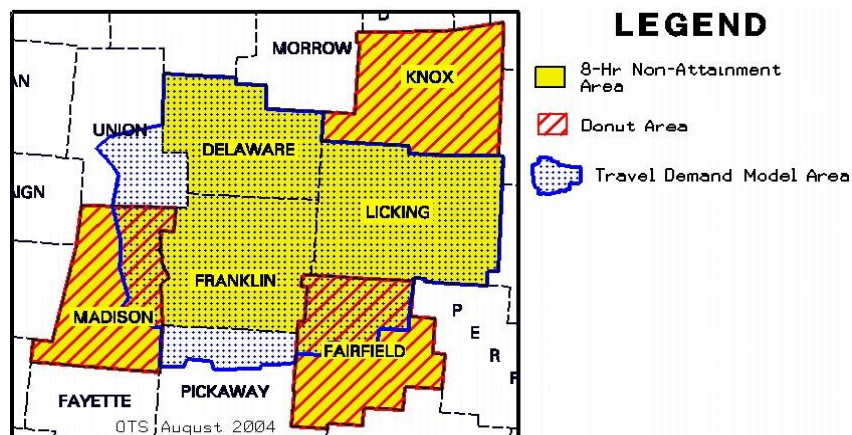 LEGEND
8-Hr Non-Attainment
Area
Donut Area
Travel Demand Model Area
MORROW
KNOX
UNION
DELAWARE
AIGN
LICKING
FRANKLIN
MADISON
FAIRFIELD
PICKAWAY
FAYETTE
OTS August 2004